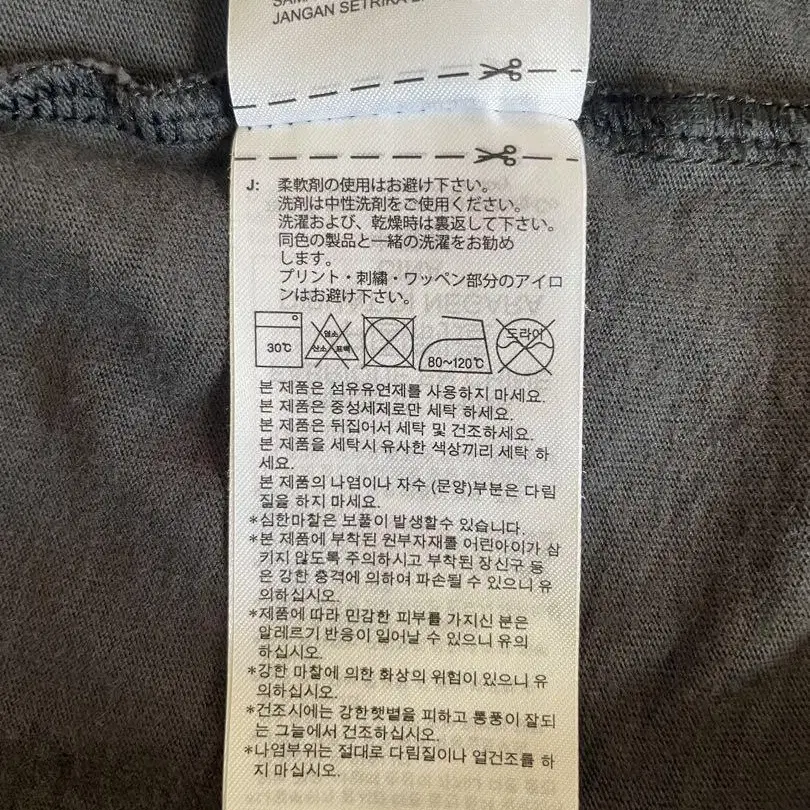 JANGAN SETRIKA
J: 柔軟剤の使用はお避け下さい。
洗剤は中性洗剤をご使用ください。
洗濯および、乾燥時は裏返して下さい。
同色の製品と一緒の洗濯をお勧め
します。
プリント・刺繍・ワッペン部分のアイロ
ンはお避け下さい。
30℃
염소
산소 표백
80~120℃
드라이
본 제품은 섬유유연제를 사용하지 마세요.
본 제품은 중성세제로만 세탁 하세요.
본 제품은 뒤집어서 세탁 및 건조하세요.
본 제품을 세탁시 유사한 색상끼리 세탁 하
세요.
본 제품의 나염이나 자수 (문양)부분은 다림
질을 하지 마세요.
*심한마찰은 보풀이 발생할수 있습니다.
*본 제품에 부착된 원부자재를 어린아이가 삼
키지 않도록 주의하시고 부착된 장신구 등
은 강한 충격에 의하여 파손될 수 있으니 유
의하십시오.
*제품에 따라 민감한 피부를 가지신 분은
알레르기 반응이 일어날 수 있으니 유의
하십시오.
*강한 마찰에 의한 화상의 위험이 있으니 유
의하십시오.
*건조시에는 강한햇볕을 피하고 통풍이 잘되
는 그늘에서 건조하십시오.
*나염부위는 절대로 다림질이나 열건조를 하
지 마십시오.